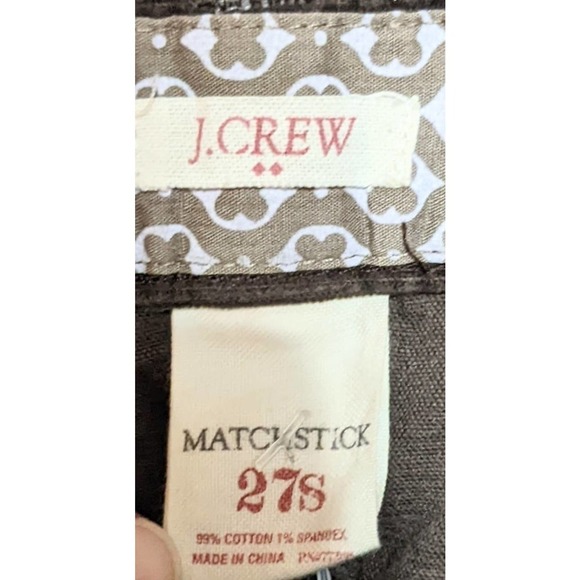 J.CREW
MATCHSTICK
27S
99% COTTON 1% SPANDEX
MADE IN CHINA